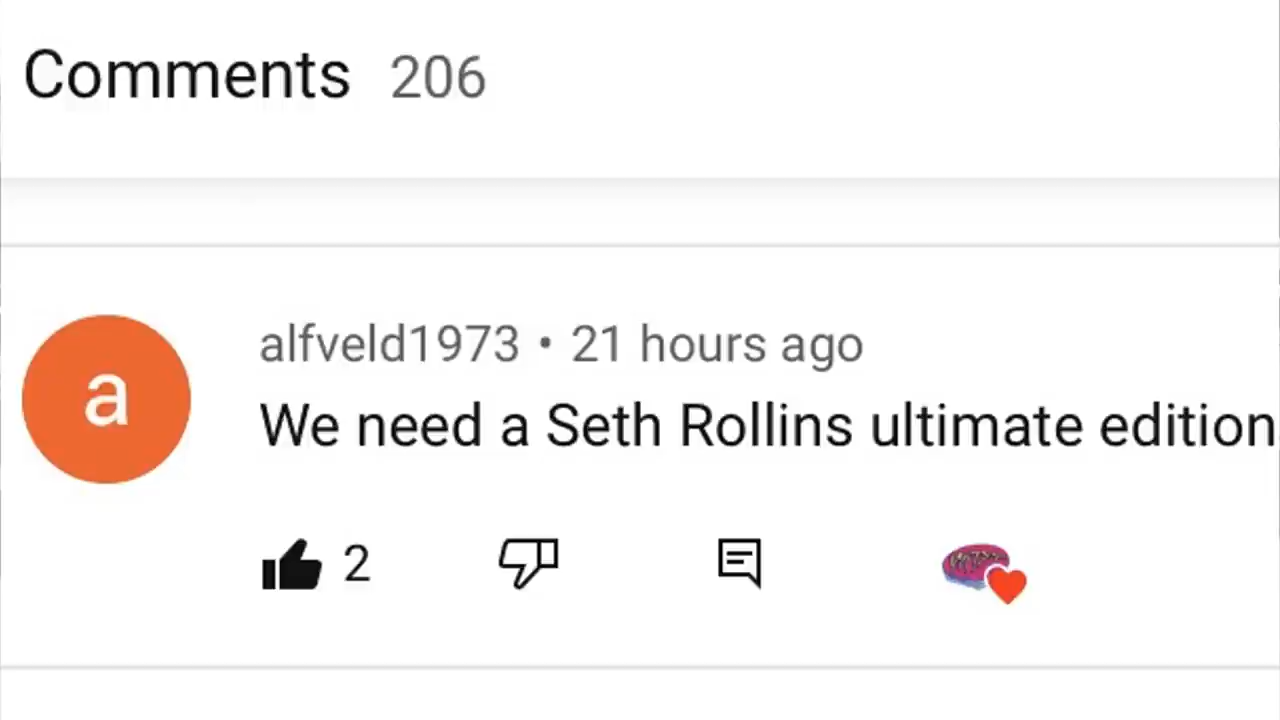 Comments 206
a
alfveld1973 • 21 hours ago
We need a Seth Rollins ultimate edition
2